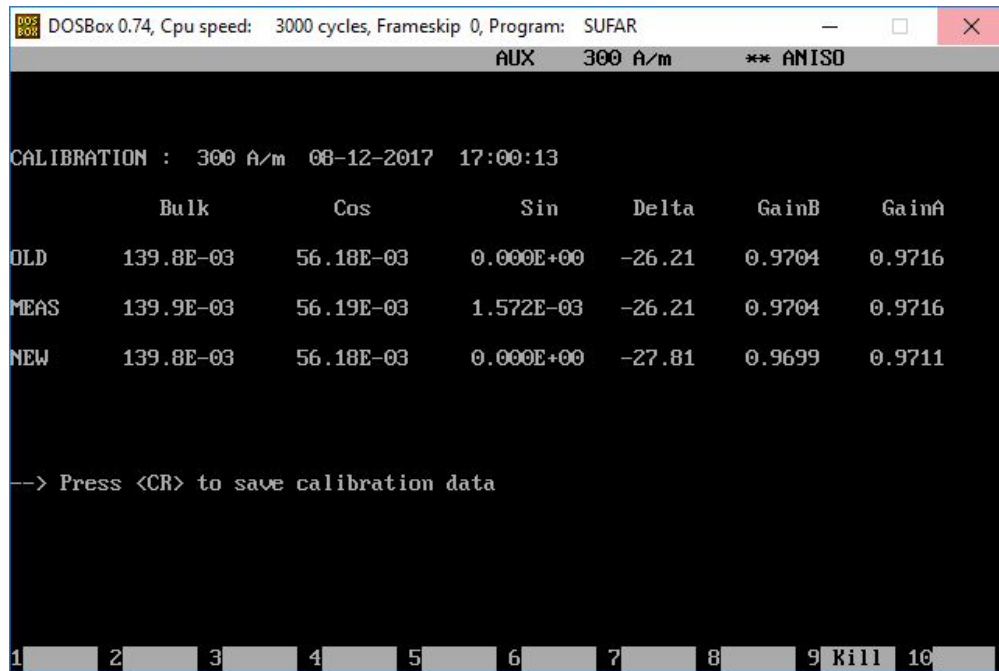 DOSBox 0.74, Cpu speed: 3000 cycles, Frameskip 0, Program: SUFAR
AUX 300 A/m ** ANISO
CALIBRATION : 300 A/m 08-12-2017 17:00:13
Bulk Cos Sin Delta GainB GainA
OLD 139.8E-03 56.18E-03 0.000E+00 -26.21 0.9704 0.9716
MEAS 139.9E-03 56.19E-03 1.572E-03 -26.21 0.9704 0.9716
NEW 139.8E-03 56.18E-03 0.000E+00 -27.81 0.9699 0.9711
--> Press <CR> to save calibration data
1 2 3 4 5 6 7 8 9 Kill 10